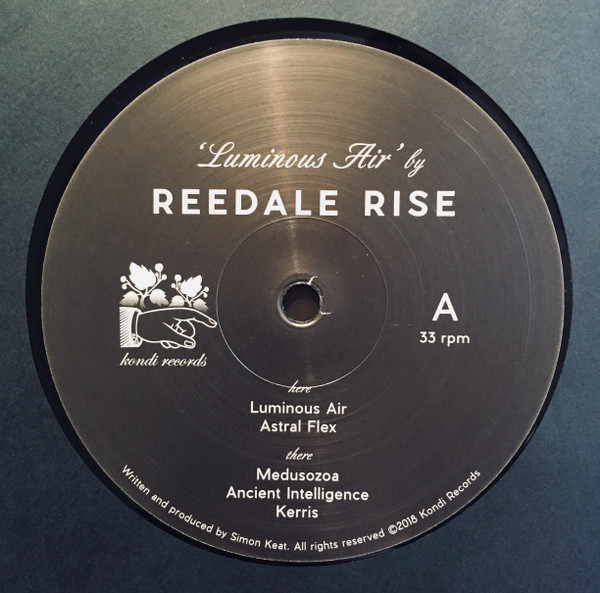 ‘Luminous Air’ by
REEDALE RISE
A
33 rpm
kondi records
here
Luminous Air
Astral Flex
there
Medusozoa
Ancient Intelligence
Kerris
Written and produced by Simon Keat. All rights reserved ©2018 Kondi Records